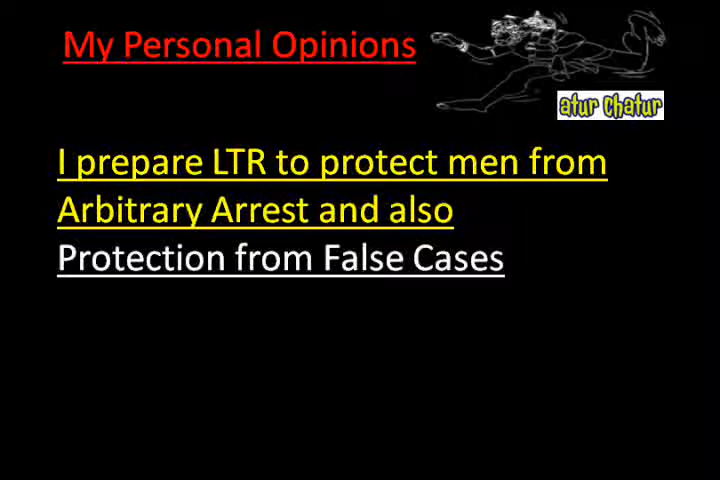 My Personal Opinions
atur chatur
I prepare LTR to protect men from
Arbitrary Arrest and also
Protection from False Cases